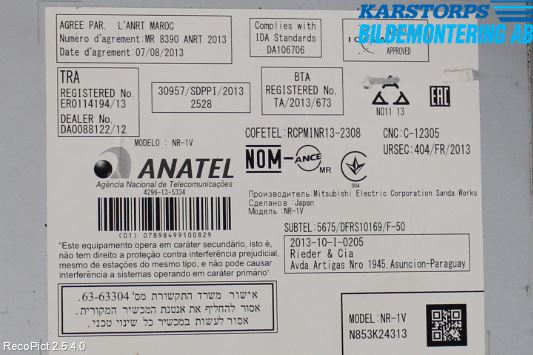 KARSTORPS
BILDEMONTERING AB
AGREE PAR. L'ANRT MAROC
Numéro d'agrément: MR 8390 ANRT 2013
Date d'agrément: 07/08/2013
Complies with
IDA Standards
DA106706
APPROVED
TRA
REGISTERED No.
ER0114194/13
DEALER No.
DA0088122/12
30957/SDPPI/2013
2528
BTA
REGISTERED No.
TA/2013/673
N011 13
EAC
MODELO : NR-1V
COFETEL: RCPMINR13-2308
CNC: C-12305
URSEC: 404/FR/2013
ANATEL
Agência Nacional de Telecomunicações
4296-13-5334
(01) 07898499100829
NOM-ANCE
MR
904
Производитель: Mitsubishi Electric Corporation Sanda Works
Сделанов : Japan
Модель: NR-1V
SUBTEL: 5675/DFRS10169/F-50
2013-10-I-0205
Rieder & Cia
Avda Artigas Nro 1945, Asuncion-Paraguay
"Este equipamento opera em caráter secundário, isto é,
não tem direito a proteção contra interferência prejudicial,
mesmo de estações do mesmo tipo, e não pode causar
interferência a sistemas operando em caráter primário".
אישור משרד התקשורת מס' 63-63304.
אסור להחליף את אנטנת המכשיר המקורית.
אסור לעשות במכשיר כל שינוי טכני.
MODEL: NR-1V
N853K24313
RecoPict 2.5.4.0